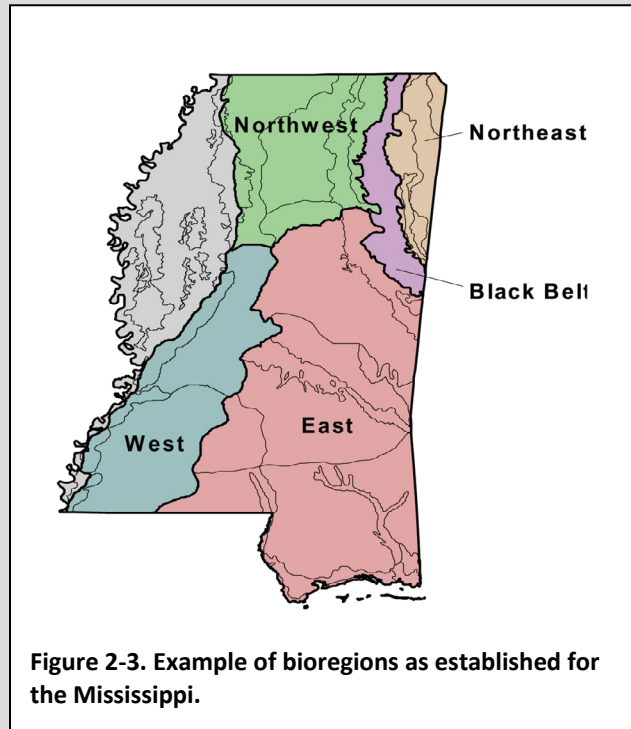 Northwest
Northeast
Black Belt
West
East
Figure 2-3. Example of bioregions as established for
the Mississippi.